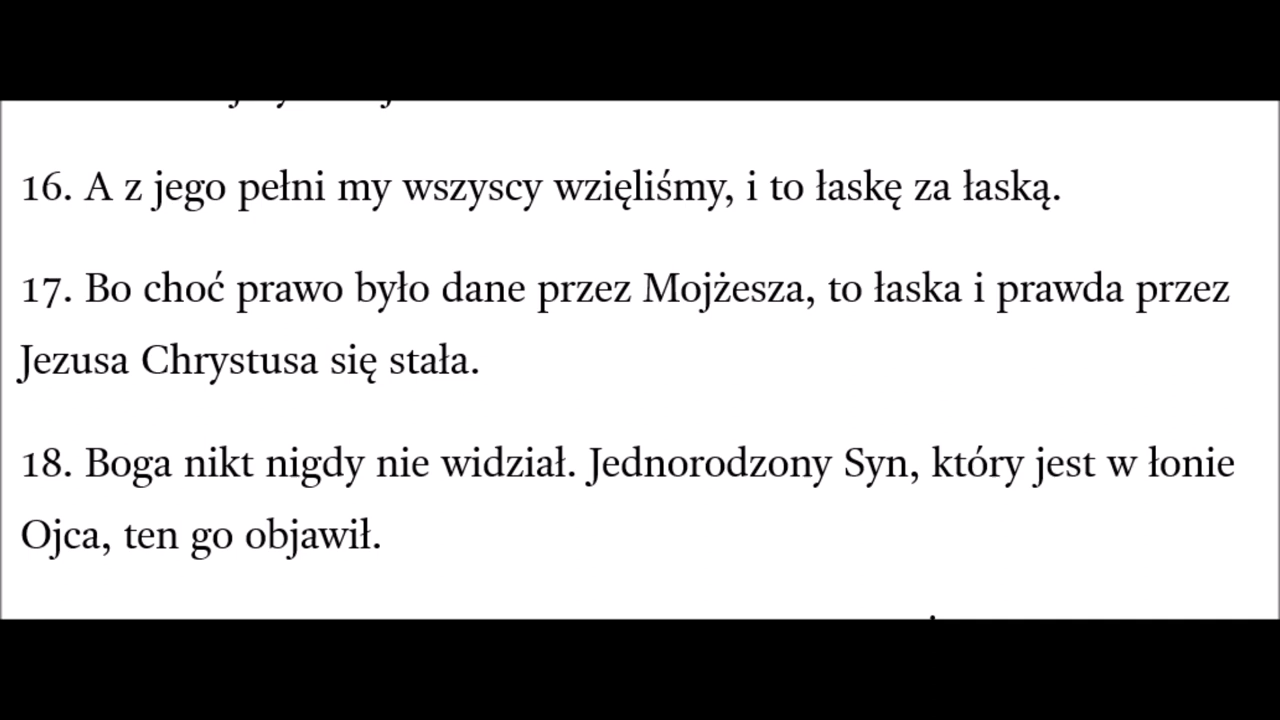 16. A z jego pełni my wszyscy wzięliśmy, i to łaskę za łaską.
17. Bo choć prawo było dane przez Mojżesza, to łaska i prawda przez
Jezusa Chrystusa się stała.
18. Boga nikt nigdy nie widział. Jednorodzony Syn, który jest w łonie
Ojca, ten go objawił.